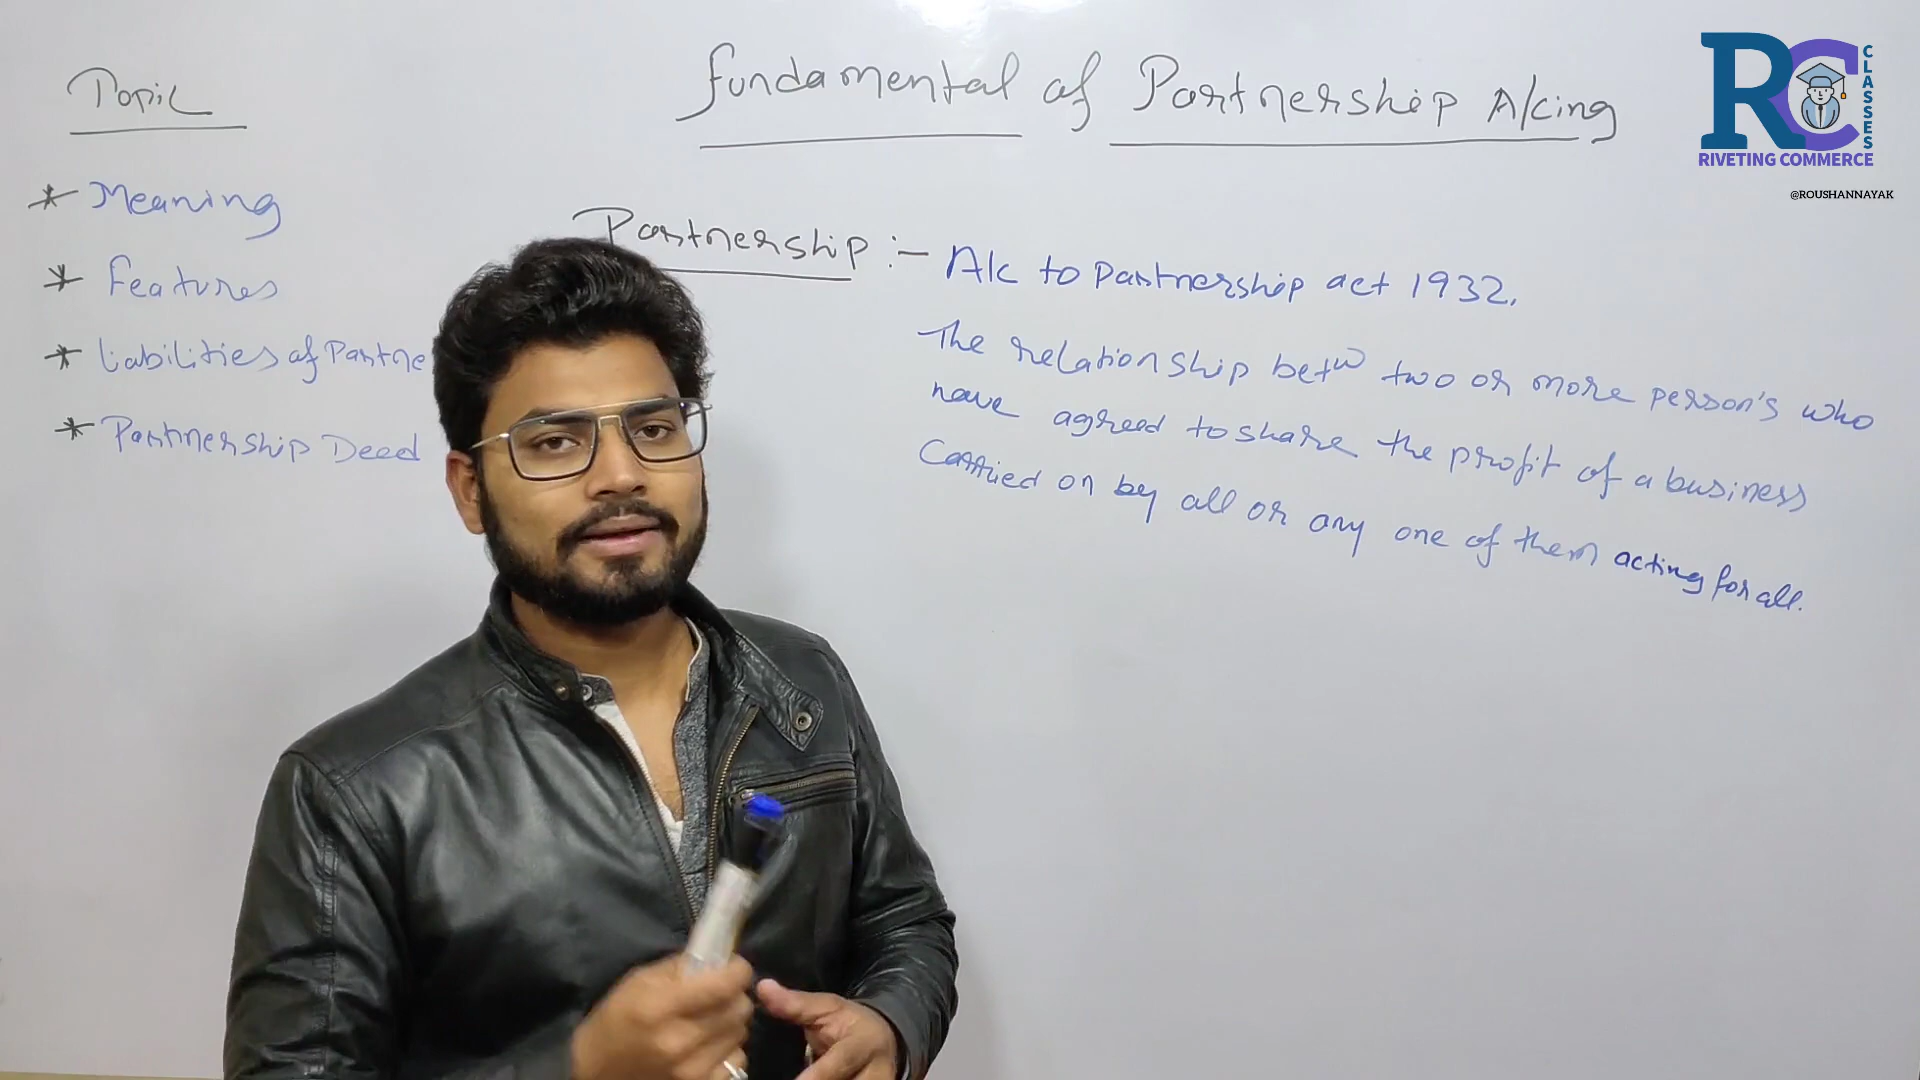 Topic
* Meaning
* Features
* Liabilities of Partne
* Partnership Deed
Fundamental of Partnership A/cing
Partnership :- A/c to Partnership act 1932.
The relationship betw two or more person's who
have agreed to share the profit of a business
Carried on by all or any one of them acting for all.
RC CLASSES
RIVETING COMMERCE
@ROUSHANNAYAK